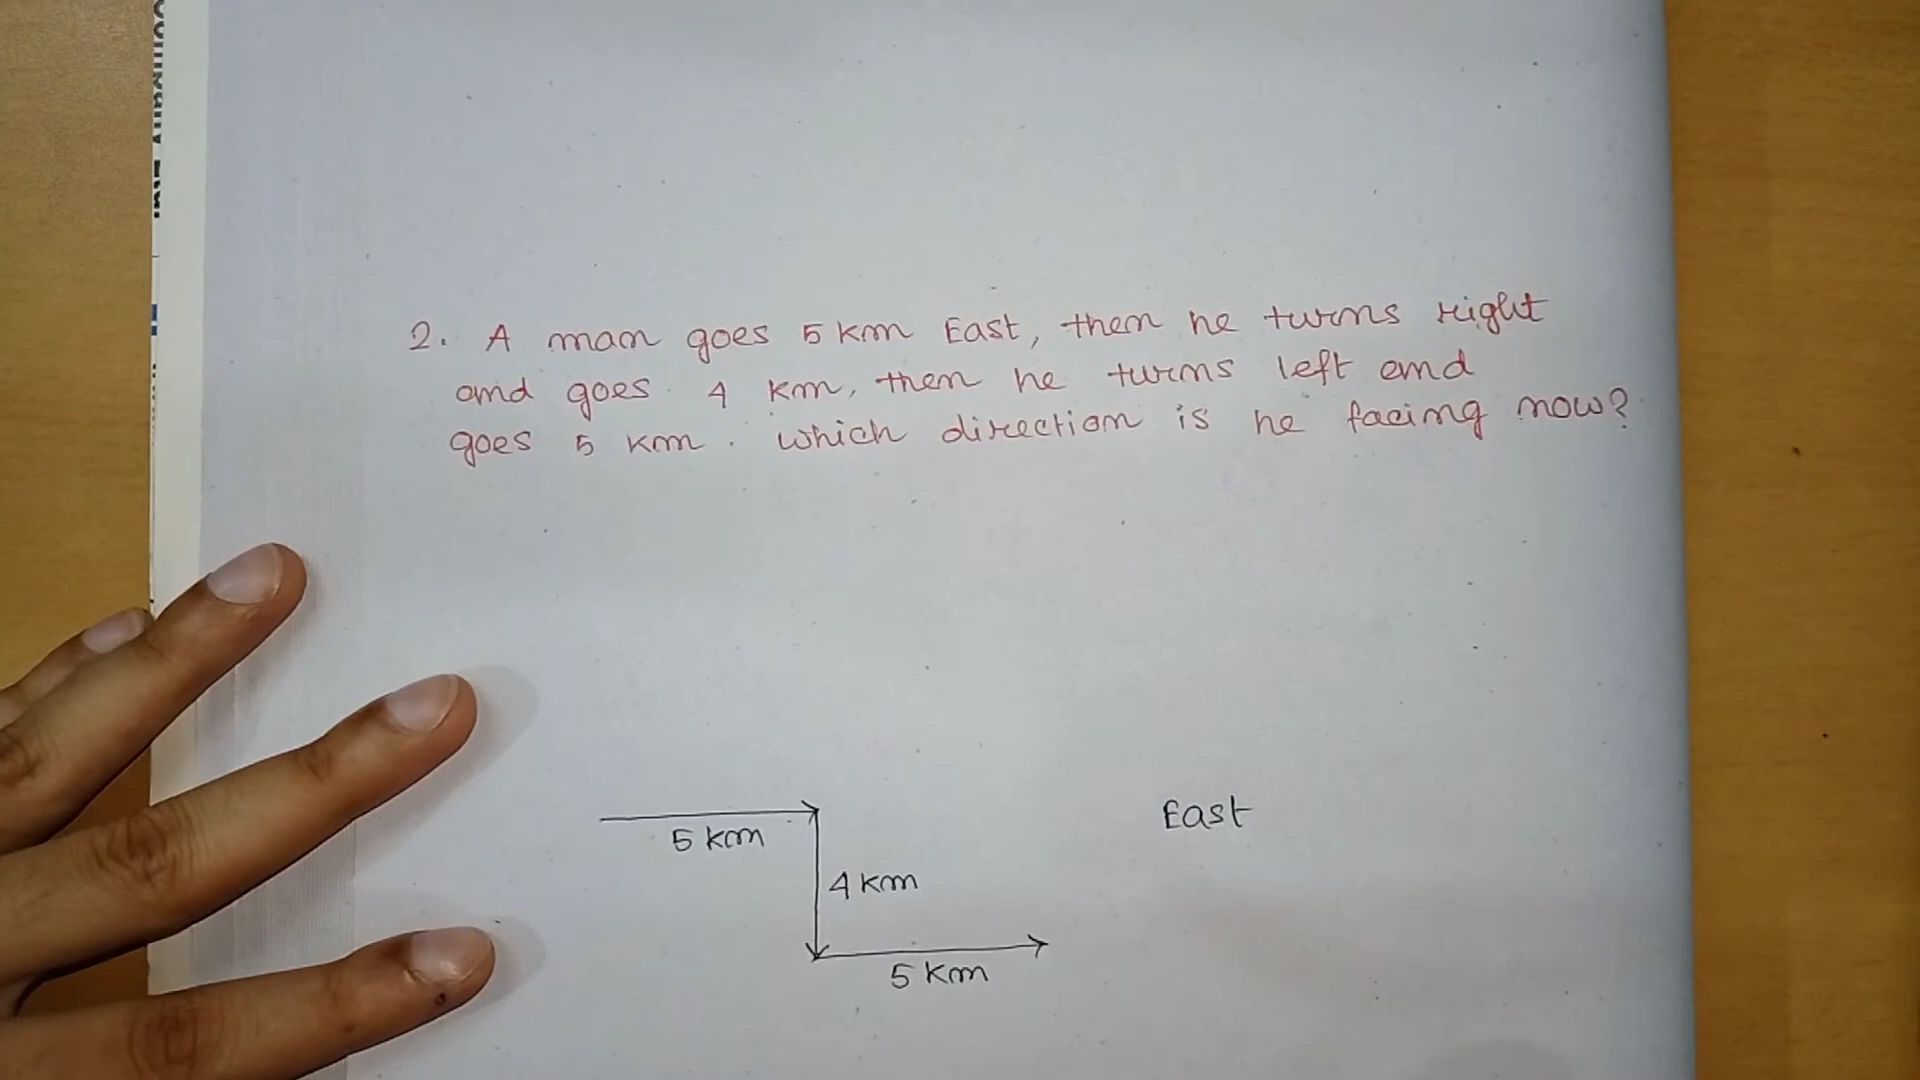 2. A man goes 5 km East, then he turns right
and goes 4 km, then he turns left and
goes 5 km. Which direction is he facing now?
5 km
East
4 km
5 km